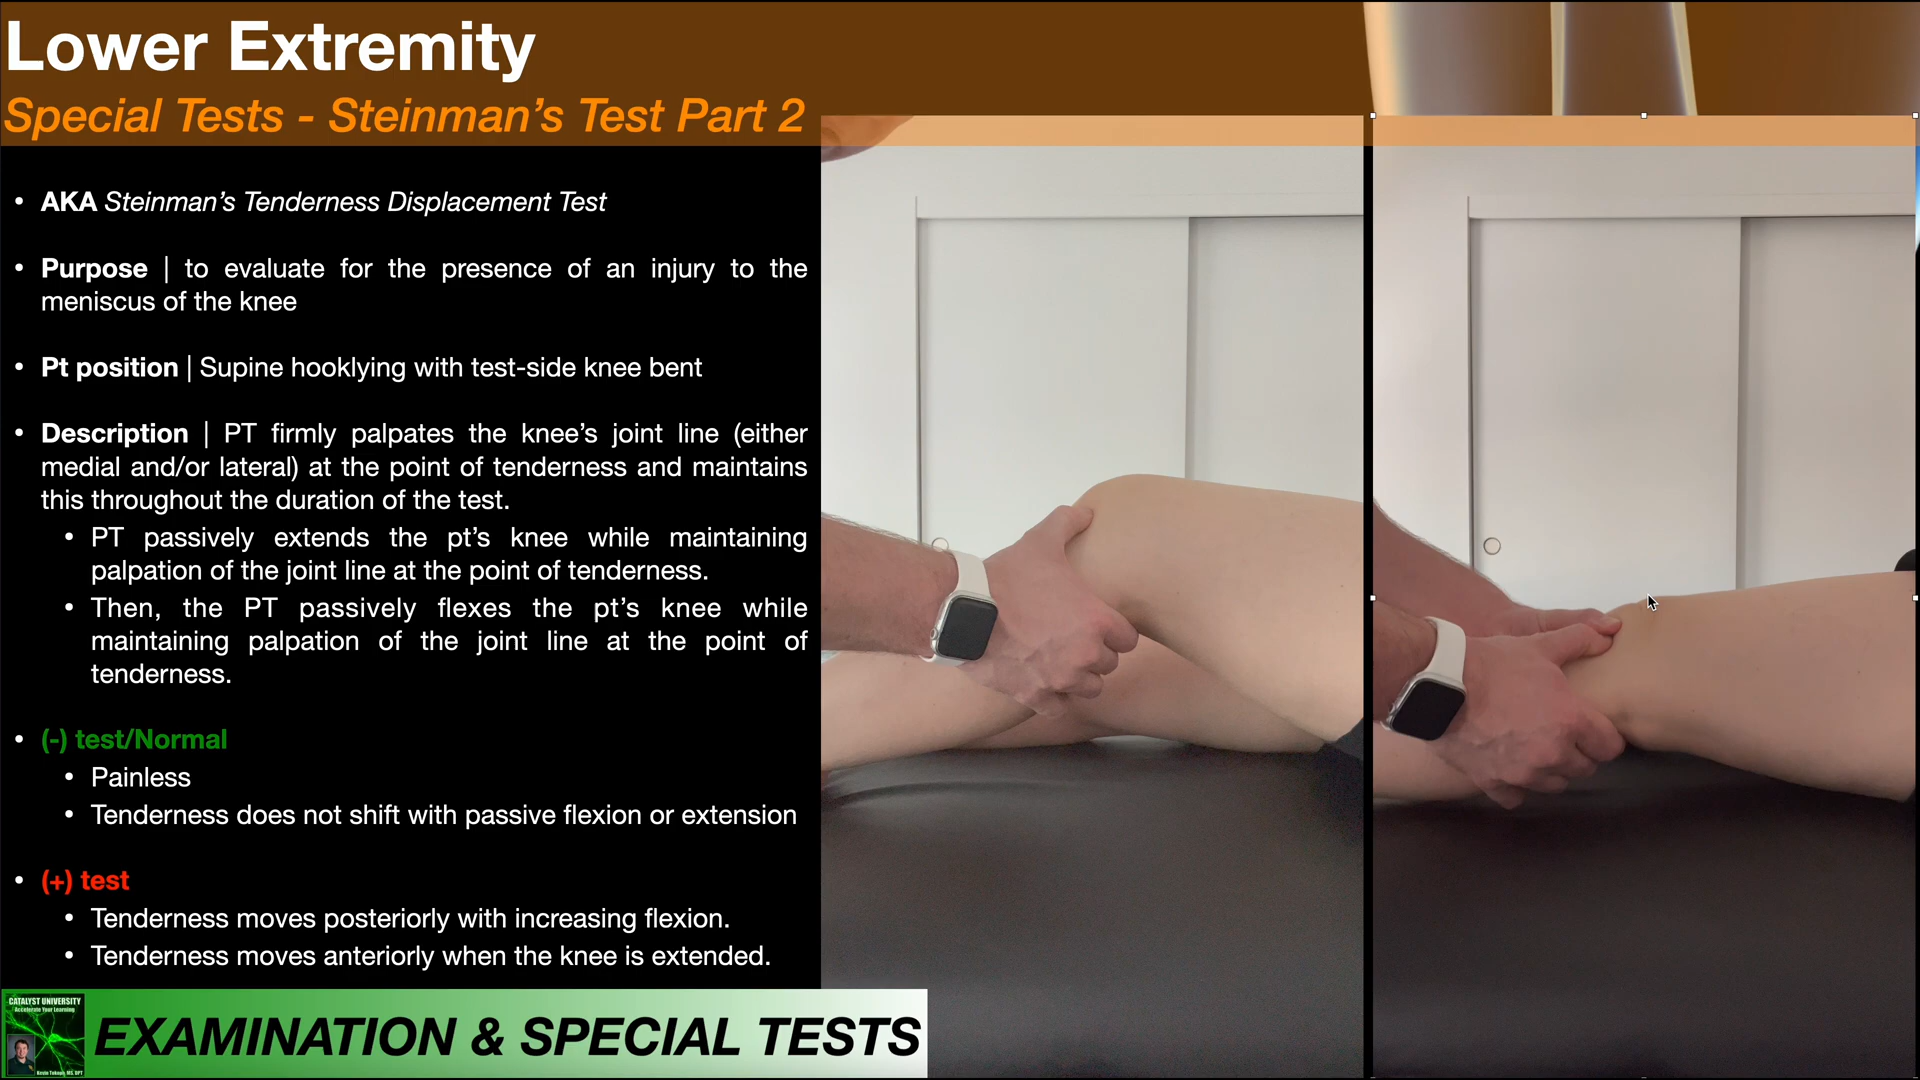 Lower Extremity
Special Tests - Steinman’s Test Part 2
• AKA Steinman’s Tenderness Displacement Test
• Purpose | to evaluate for the presence of an injury to the
meniscus of the knee
• Pt position | Supine hooklying with test-side knee bent
• Description | PT firmly palpates the knee’s joint line (either
medial and/or lateral) at the point of tenderness and maintains
this throughout the duration of the test.
• PT passively extends the pt’s knee while maintaining
palpation of the joint line at the point of tenderness.
• Then, the PT passively flexes the pt’s knee while
maintaining palpation of the joint line at the point of
tenderness.
• (-) test/Normal
• Painless
• Tenderness does not shift with passive flexion or extension
• (+) test
• Tenderness moves posteriorly with increasing flexion.
• Tenderness moves anteriorly when the knee is extended.
CATALYST UNIVERSITY
Accelerate Your Learning
EXAMINATION & SPECIAL TESTS